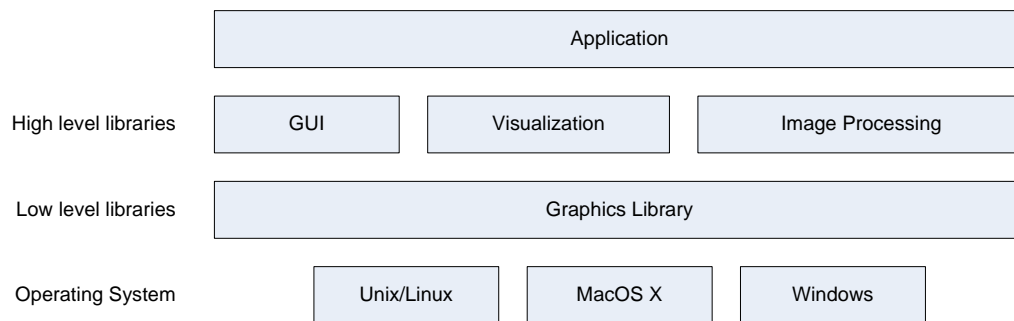 Application
High level libraries
GUI
Visualization
Image Processing
Low level libraries
Graphics Library
Operating System
Unix/Linux
MacOS X
Windows